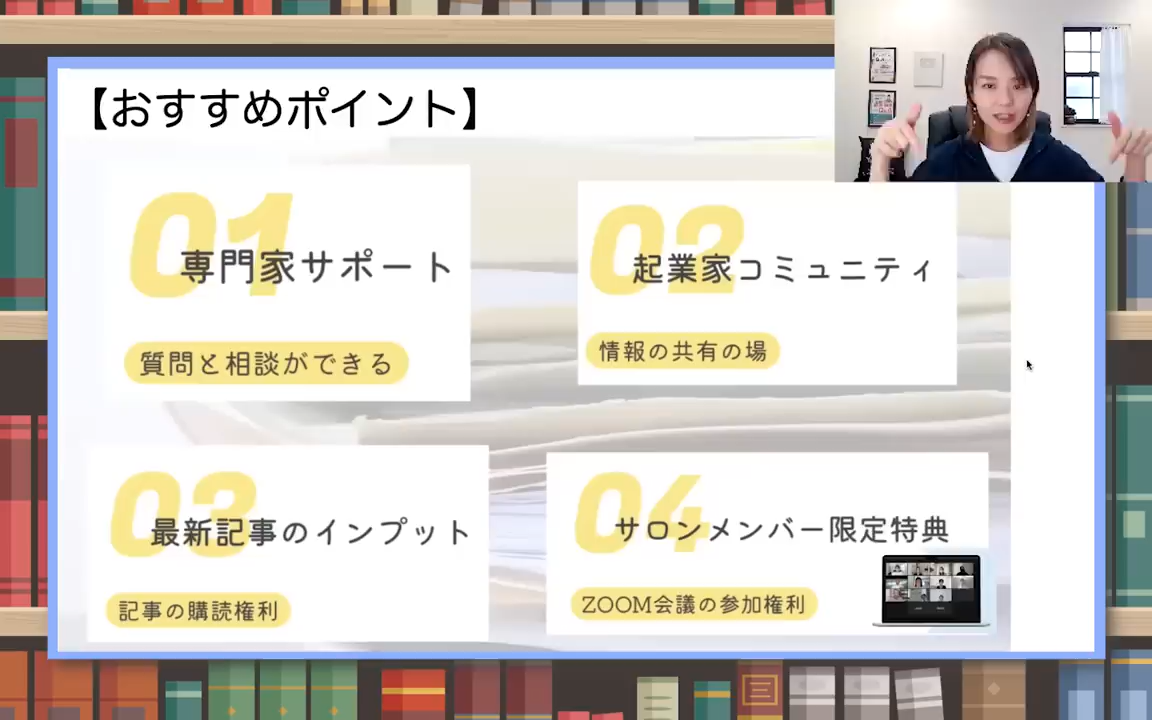 【おすすめポイント】
01
専門家サポート
質問と相談ができる
02
起業家コミュニティ
情報の共有の場
03
最新記事のインプット
記事の購読権利
04
サロンメンバー限定特典
ZOOM会議の参加権利